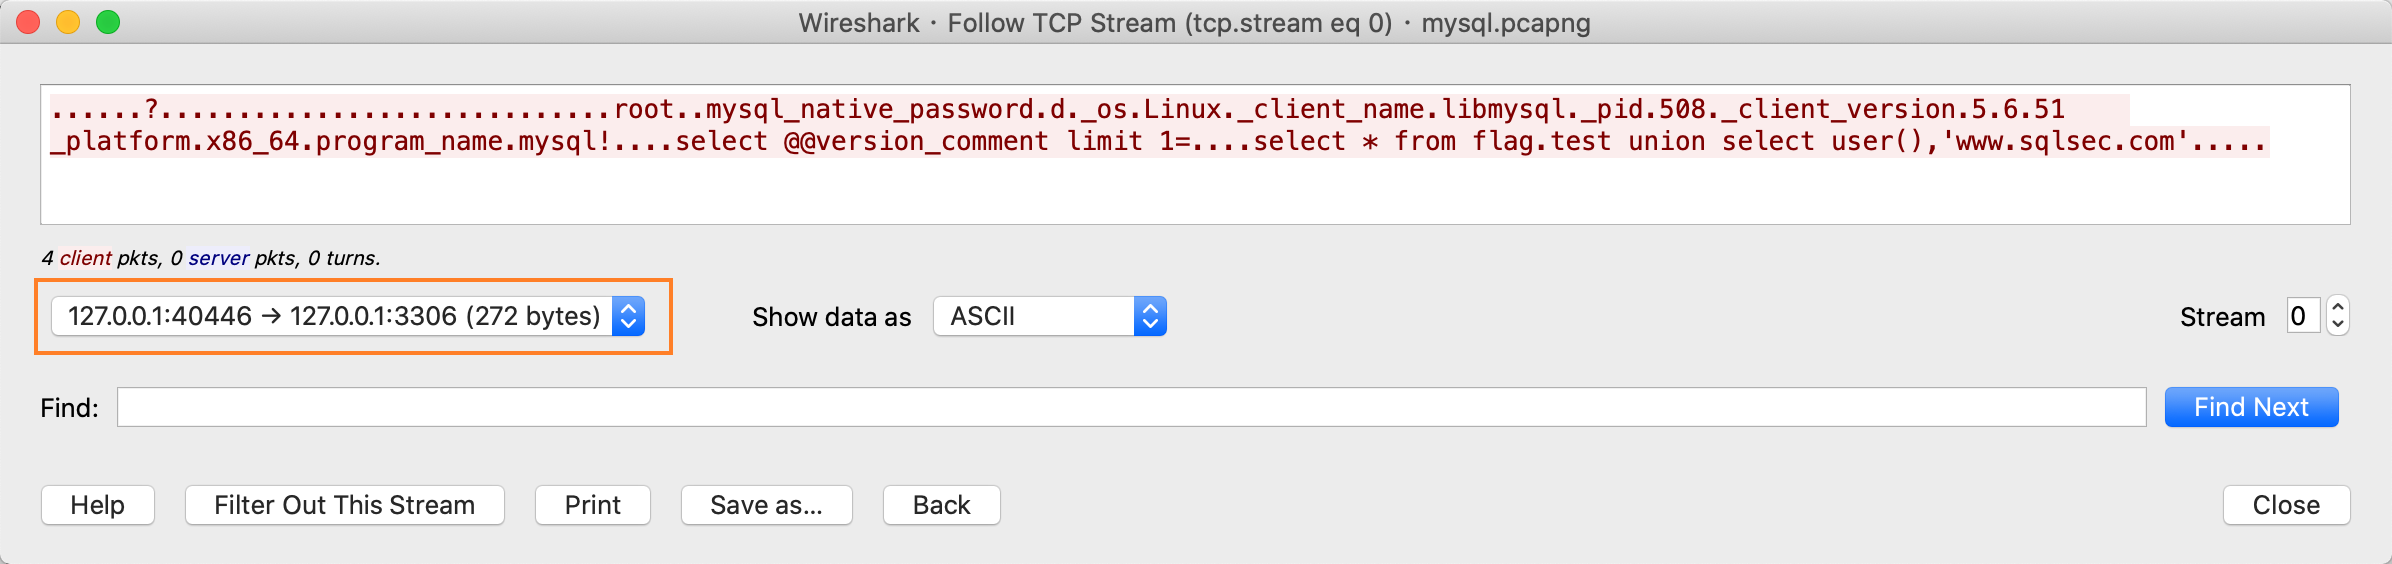 Wireshark · Follow TCP Stream (tcp.stream eq 0) · mysql.pcapng
......?.............................root..mysql_native_password.d._os.Linux._client_name.libmysql._pid.508._client_version.5.6.51
_platform.x86_64.program_name.mysql!....select @@version_comment limit 1=....select * from flag.test union select user(),'www.sqlsec.com'.....
4 client pkts, 0 server pkts, 0 turns.
127.0.0.1:40446 → 127.0.0.1:3306 (272 bytes) Show data as ASCII Stream 0
Find: Find Next
Help Filter Out This Stream Print Save as... Back Close